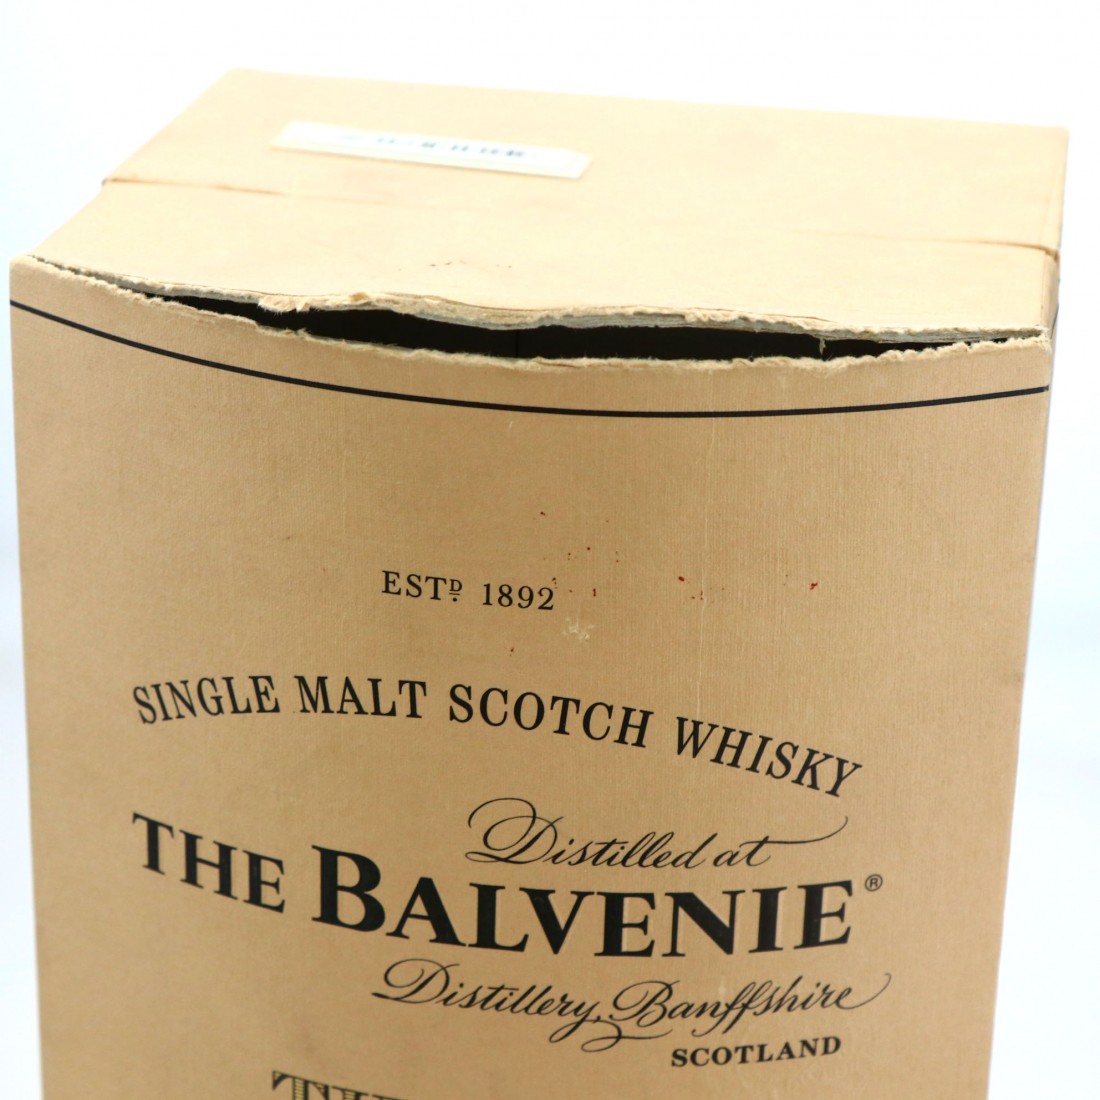 ESTD. 1892
SINGLE MALT SCOTCH WHISKY
Distilled at
THE BALVENIE®
Distillery, Banffshire
SCOTLAND